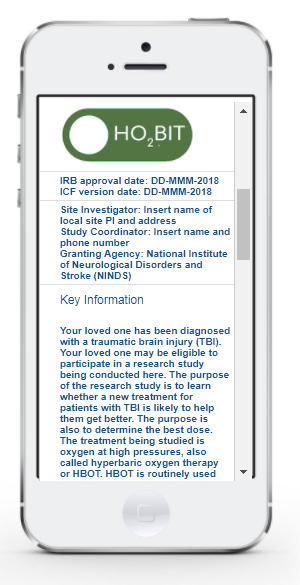 HO2BIT
IRB approval date: DD-MMM-2018
ICF version date: DD-MMM-2018
Site Investigator: Insert name of
local site PI and address
Study Coordinator: Insert name and
phone number
Granting Agency: National Institute
of Neurological Disorders and
Stroke (NINDS)
Key Information
Your loved one has been diagnosed
with a traumatic brain injury (TBI).
Your loved one may be eligible to
participate in a research study
being conducted here. The purpose
of the research study is to learn
whether a new treatment for
patients with TBI is likely to help
them get better. The purpose is
also to determine the best dose.
The treatment being studied is
oxygen at high pressures, also
called hyperbaric oxygen therapy
or HBOT. HBOT is routinely used